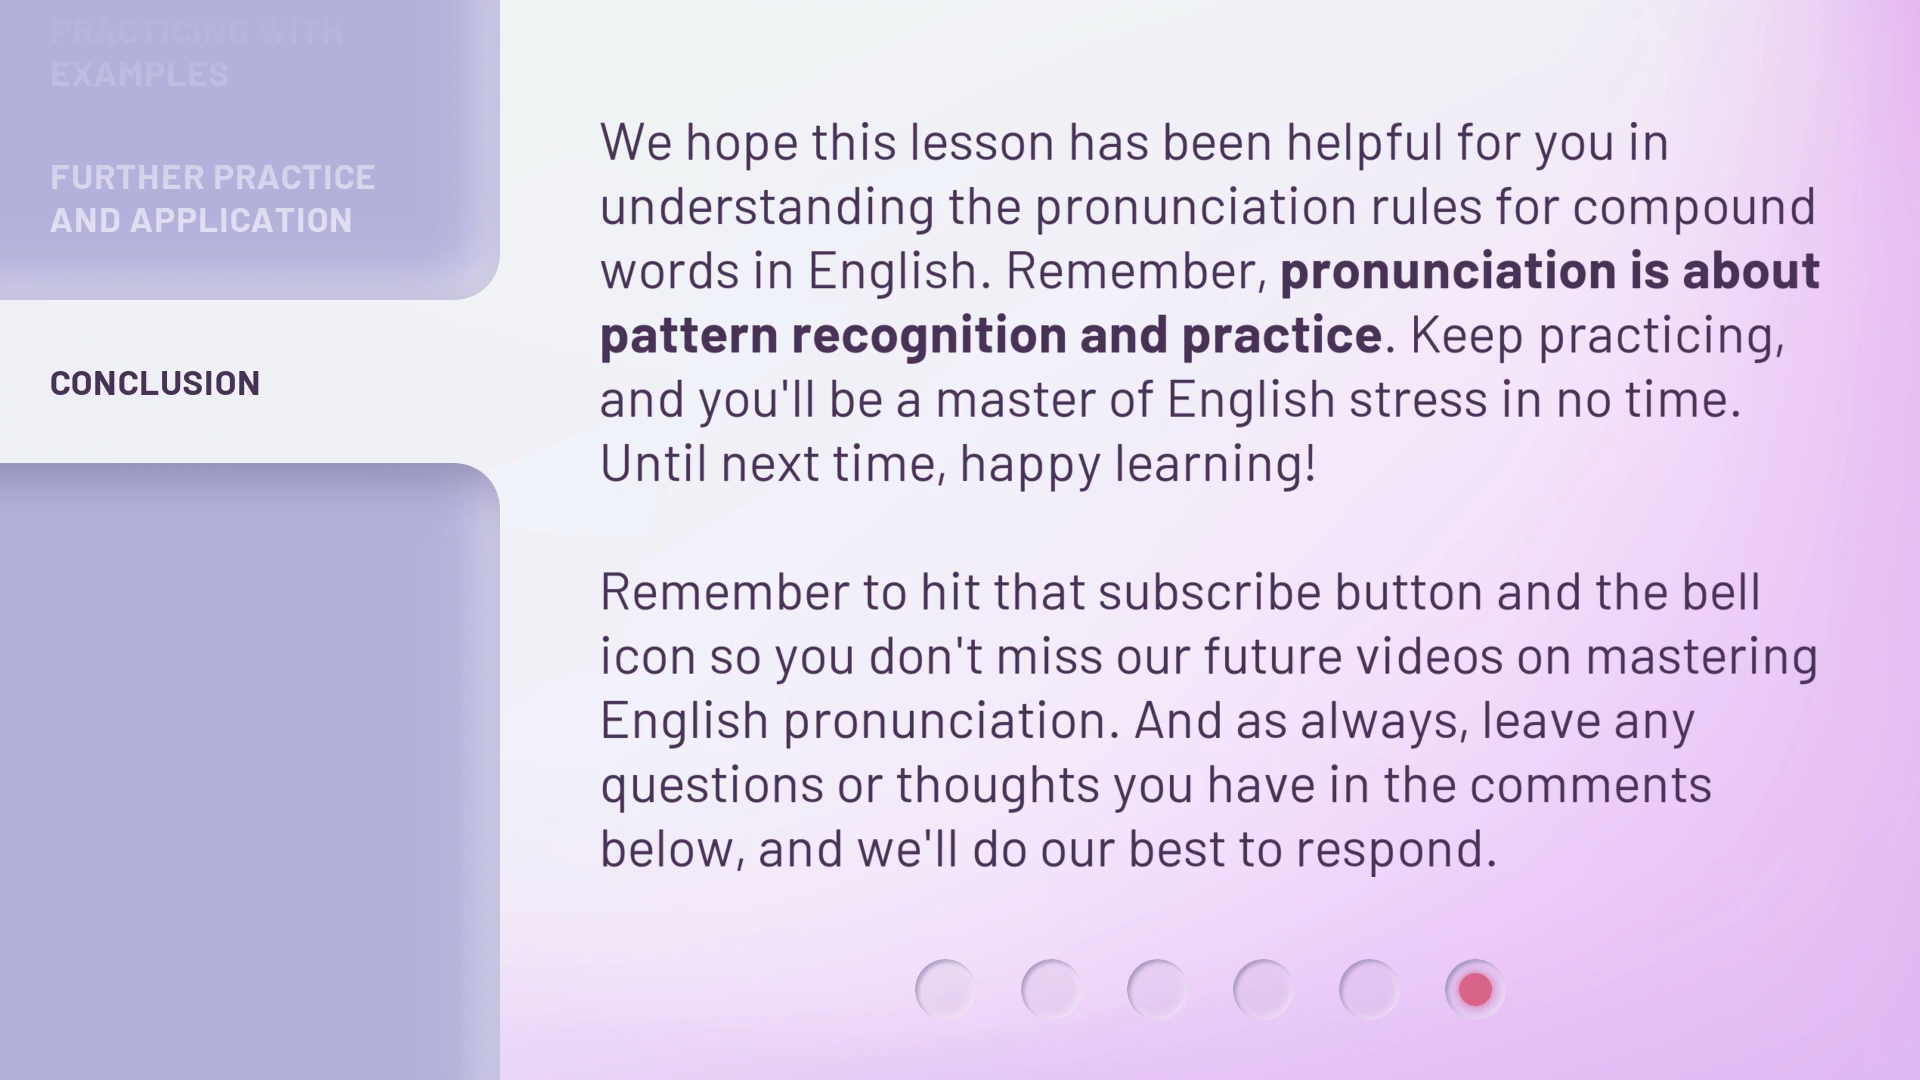 PRACTICING WITH
EXAMPLES
FURTHER PRACTICE
AND APPLICATION
CONCLUSION
We hope this lesson has been helpful for you in
understanding the pronunciation rules for compound
words in English. Remember, pronunciation is about
pattern recognition and practice. Keep practicing,
and you'll be a master of English stress in no time.
Until next time, happy learning!
Remember to hit that subscribe button and the bell
icon so you don't miss our future videos on mastering
English pronunciation. And as always, leave any
questions or thoughts you have in the comments
below, and we'll do our best to respond.